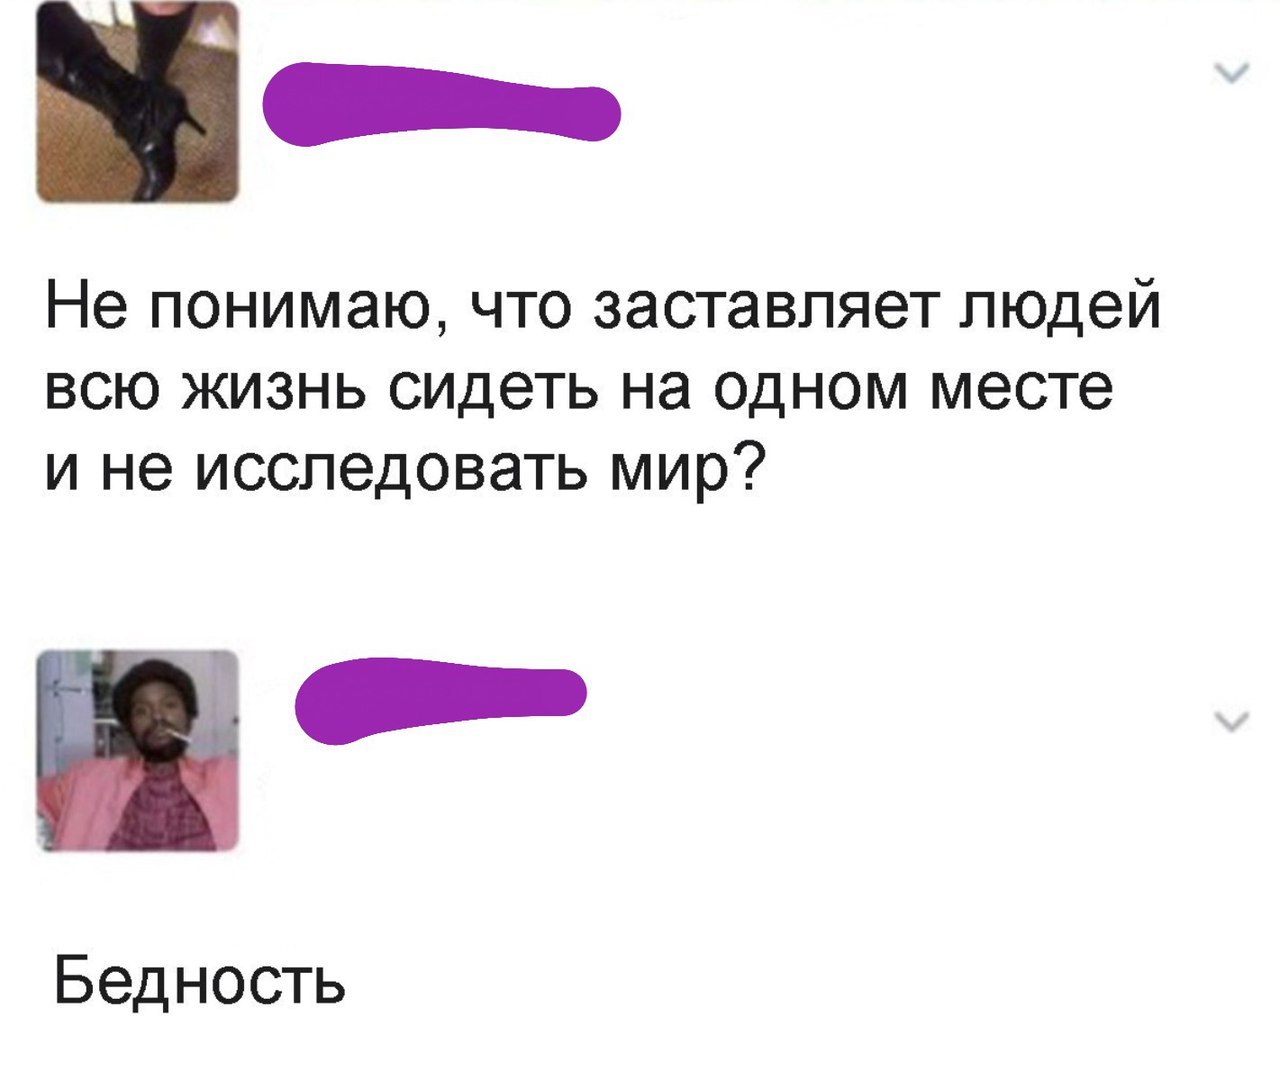 Не понимаю, что заставляет людей
всю жизнь сидеть на одном месте
и не исследовать мир?
Бедность